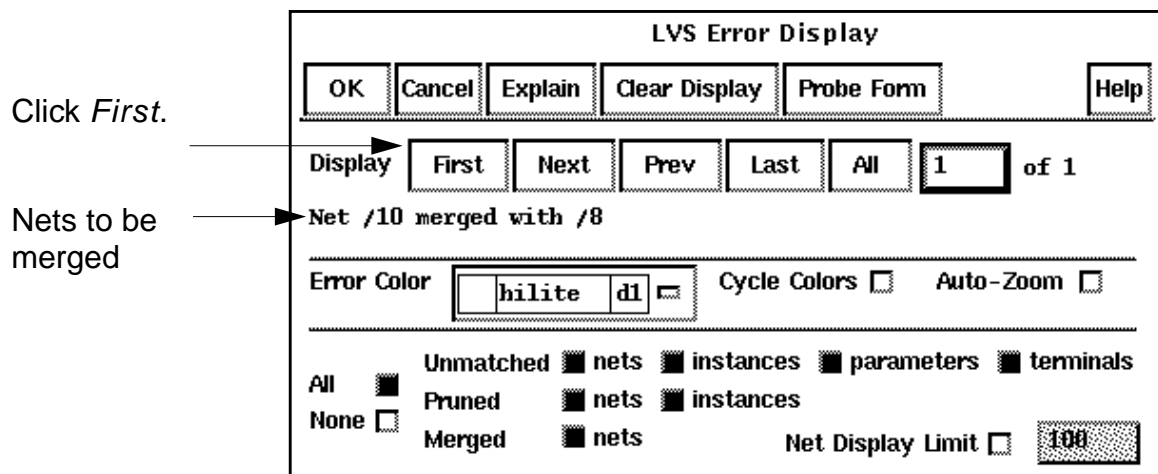 LVS Error Display
OK Cancel Explain Clear Display Probe Form Help
Click First.
Display First Next Prev Last All 1 of 1
Nets to be
merged
Net /10 merged with /8
Error Color hilite d1 Cycle Colors Auto-Zoom
Unmatched nets instances parameters terminals
All
Pruned nets instances
None
Merged nets Net Display Limit 100